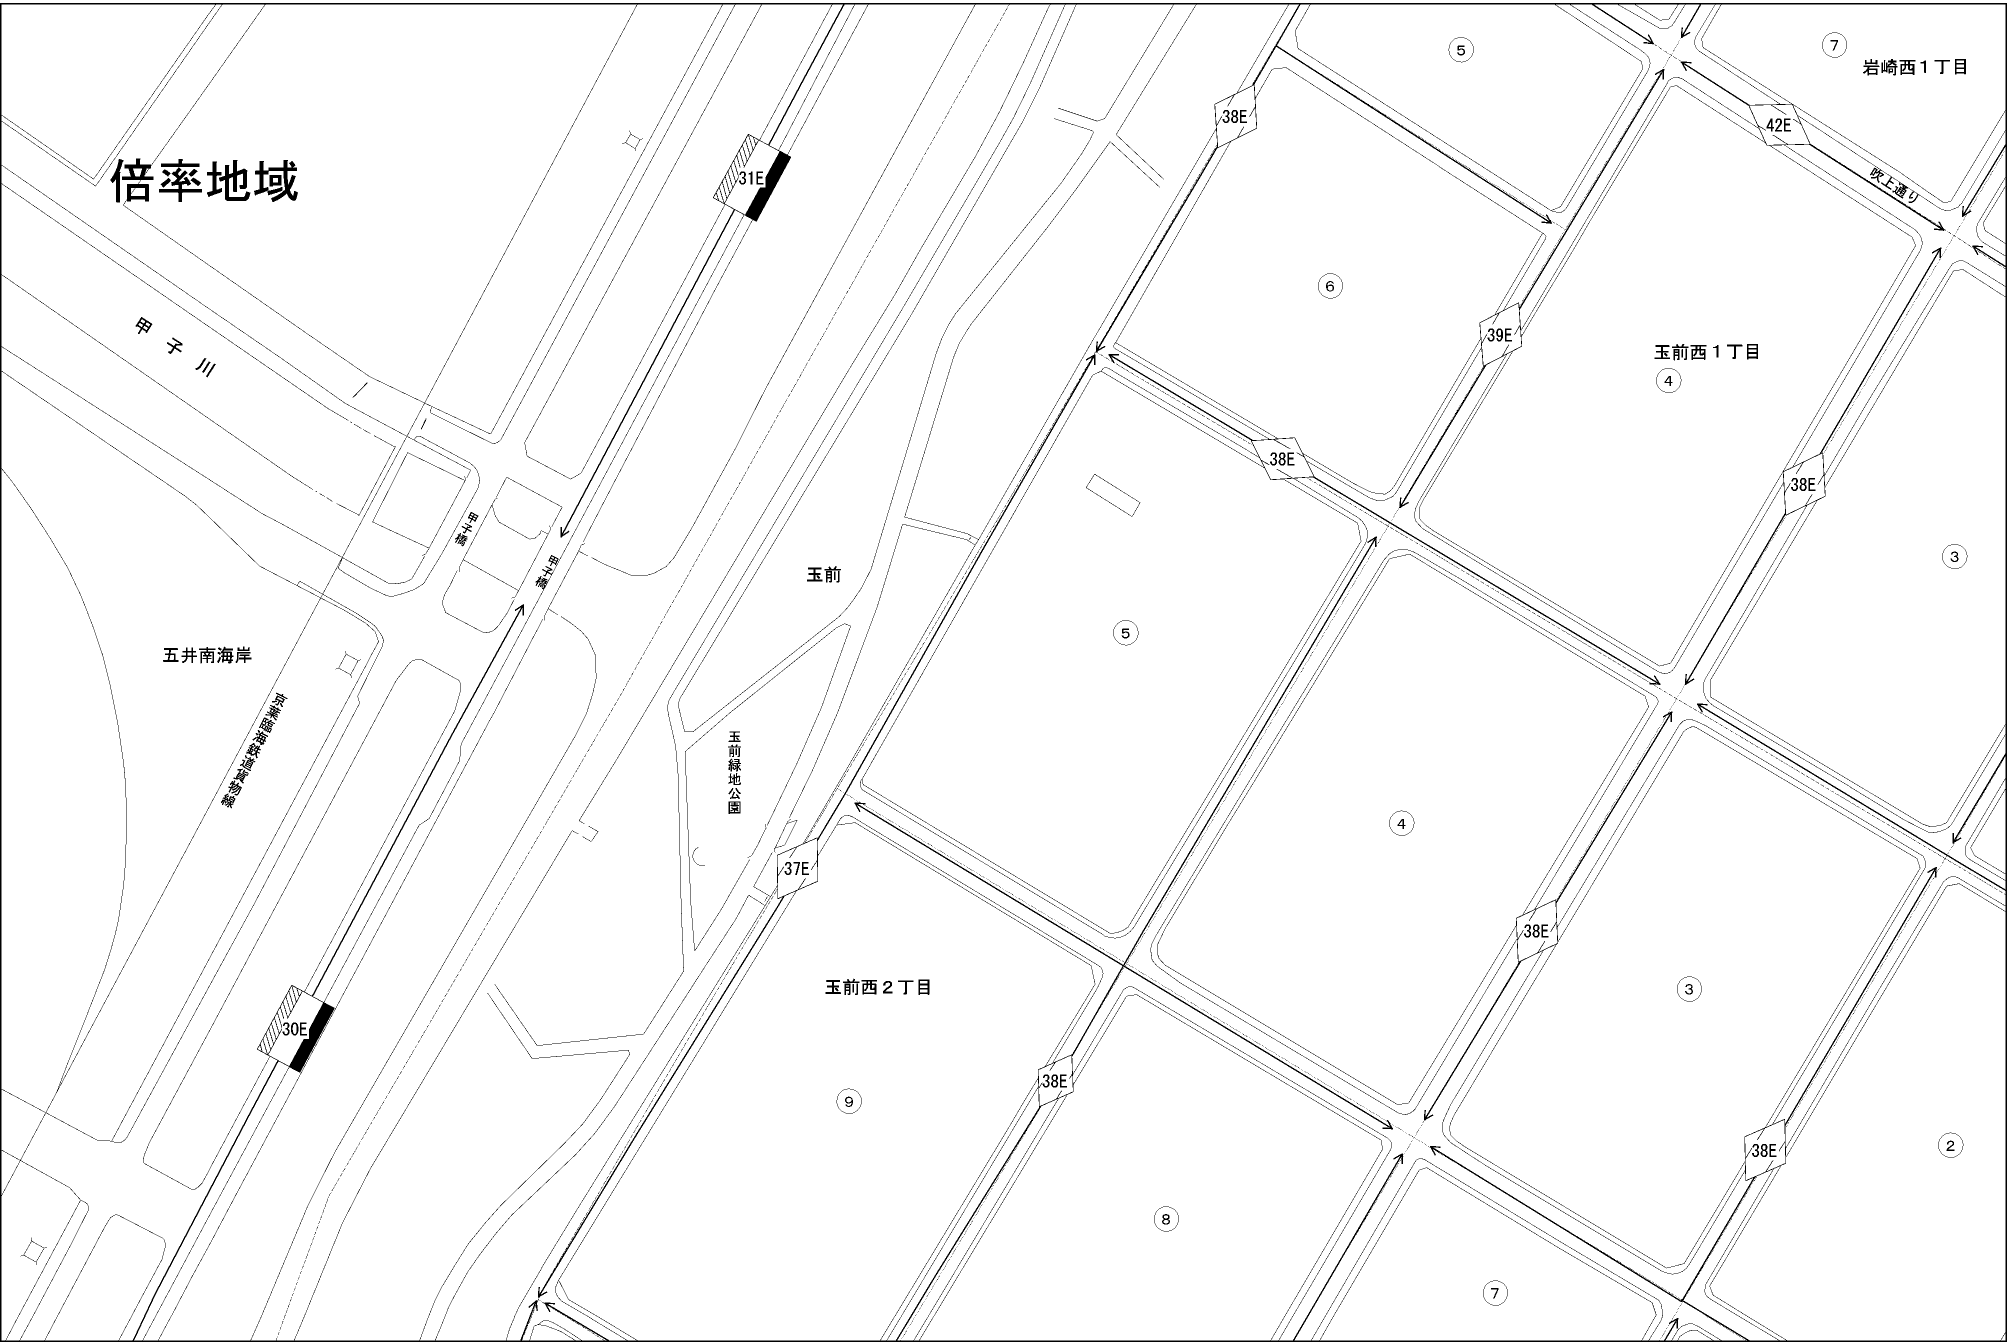 ⑤
⑦
岩崎西１丁目
38E
42E
倍率地域
31E
吹上通り
⑥
甲子川
39E
玉前西１丁目
④
38E
38E
甲子橋
甲子橋
③
玉前
⑤
五井南海岸
京葉臨海鉄道貨物線
玉前緑地公園
④
37E
38E
玉前西２丁目
③
30E
38E
⑨
38E
②
⑧
⑦